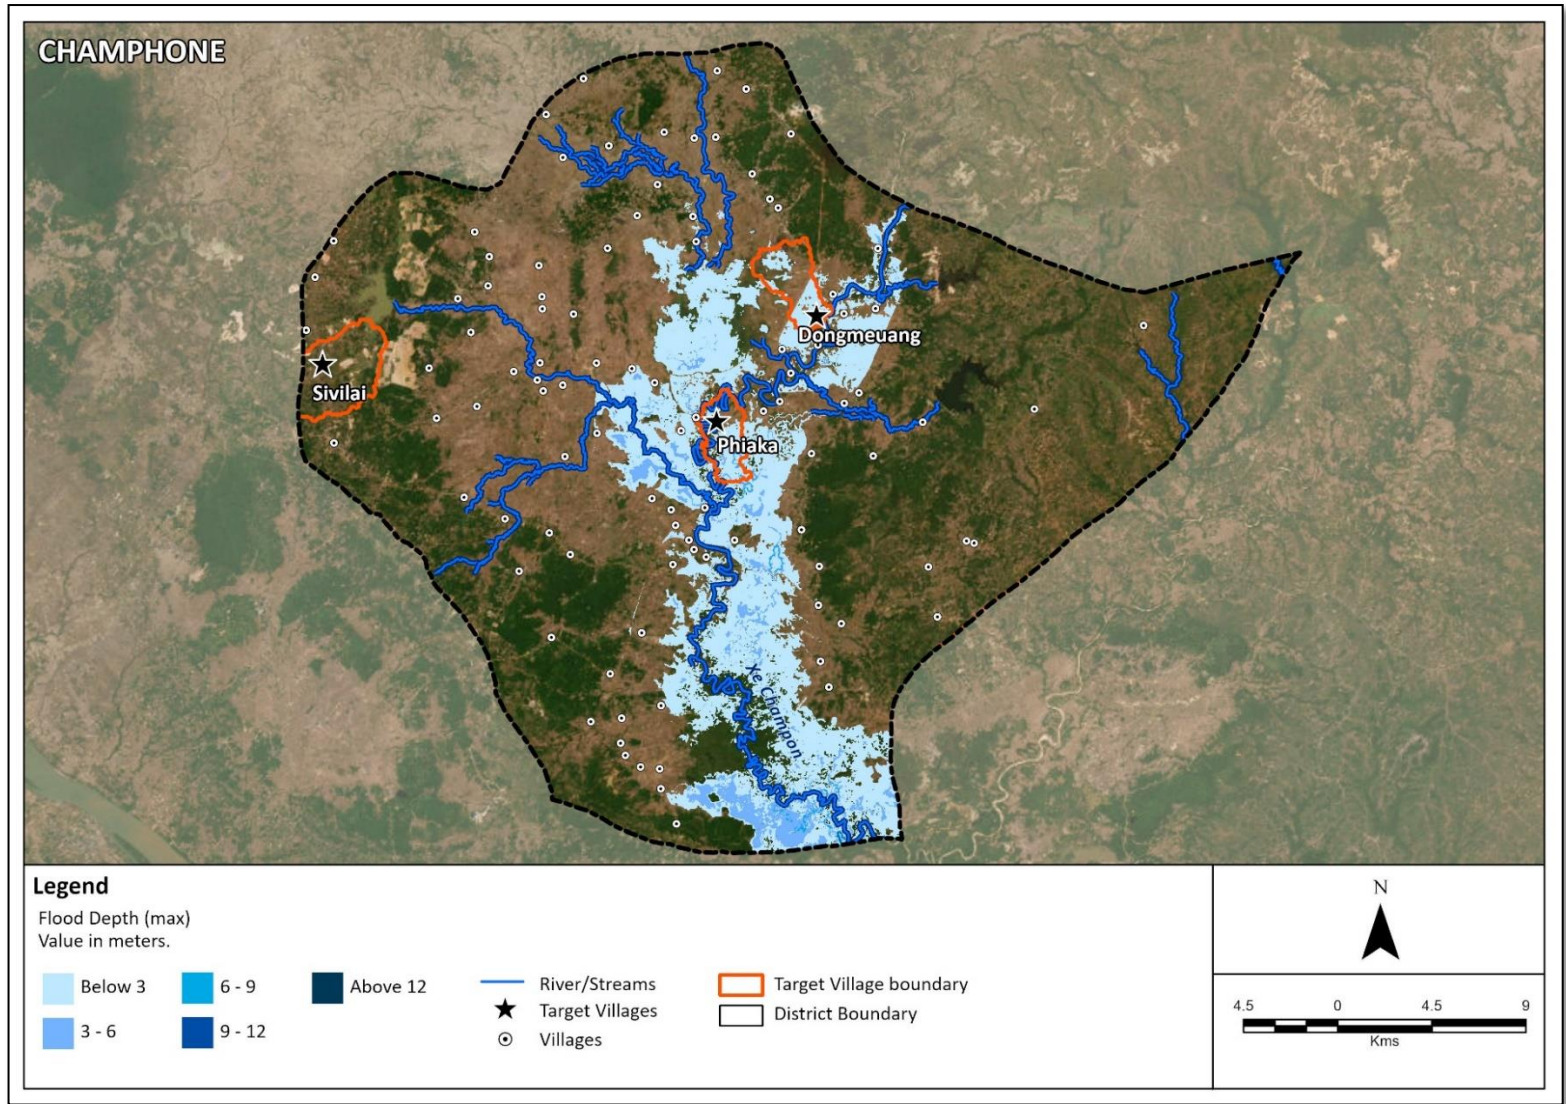 CHAMPHONE
Dongmeuang
Sivilai
Phiaka
Xe Champon
Legend
Flood Depth (max)
Value in meters.
Below 3
6 - 9
Above 12
3 - 6
9 - 12
River/Streams
Target Villages
Villages
Target Village boundary
District Boundary
N
4.5 0 4.5 9
Kms